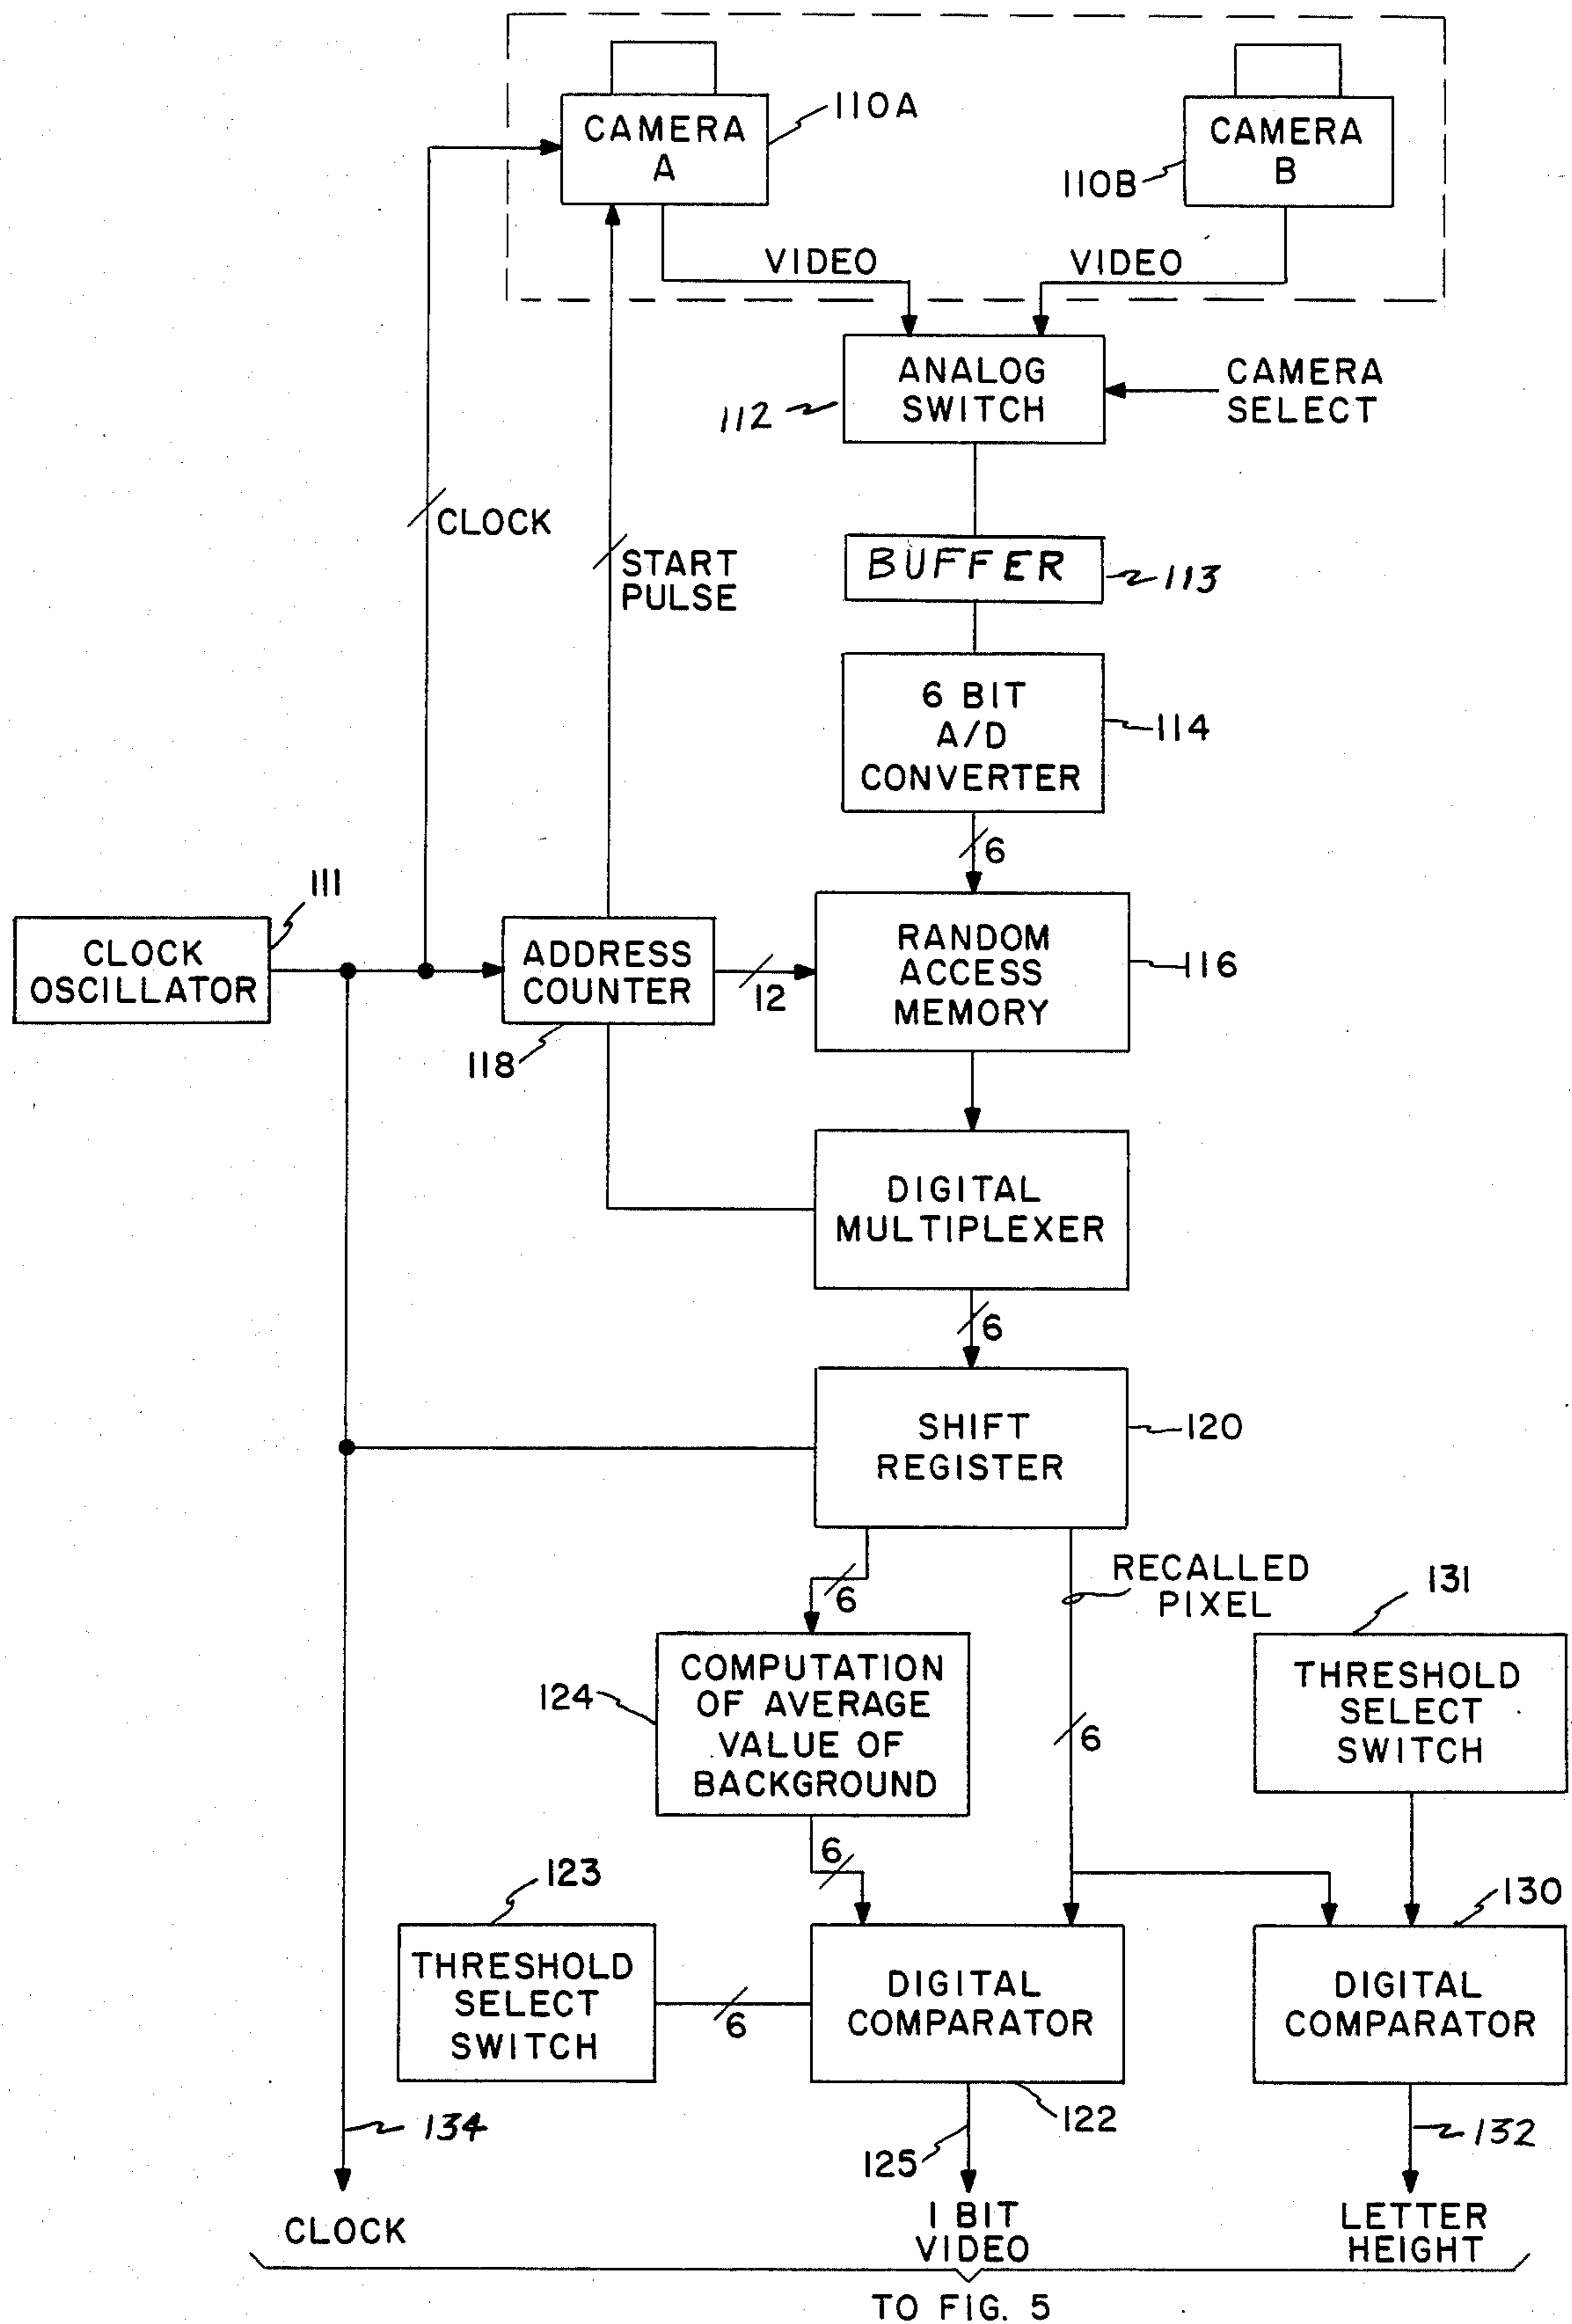 CAMERA
A
110A
CAMERA
B
110B
VIDEO
VIDEO
ANALOG
SWITCH
112
CAMERA
SELECT
CLOCK
START
PULSE
BUFFER
113
6 BIT
A/D
CONVERTER
114
6
111
CLOCK
OSCILLATOR
ADDRESS
COUNTER
118
12
RANDOM
ACCESS
MEMORY
116
DIGITAL
MULTIPLEXER
6
SHIFT
REGISTER
120
6
RECALLED
PIXEL
131
COMPUTATION
OF AVERAGE
VALUE OF
BACKGROUND
124
6
THRESHOLD
SELECT
SWITCH
6
123
130
THRESHOLD
SELECT
SWITCH
6
DIGITAL
COMPARATOR
DIGITAL
COMPARATOR
134
125
122
132
CLOCK
1 BIT
VIDEO
LETTER
HEIGHT
TO FIG. 5